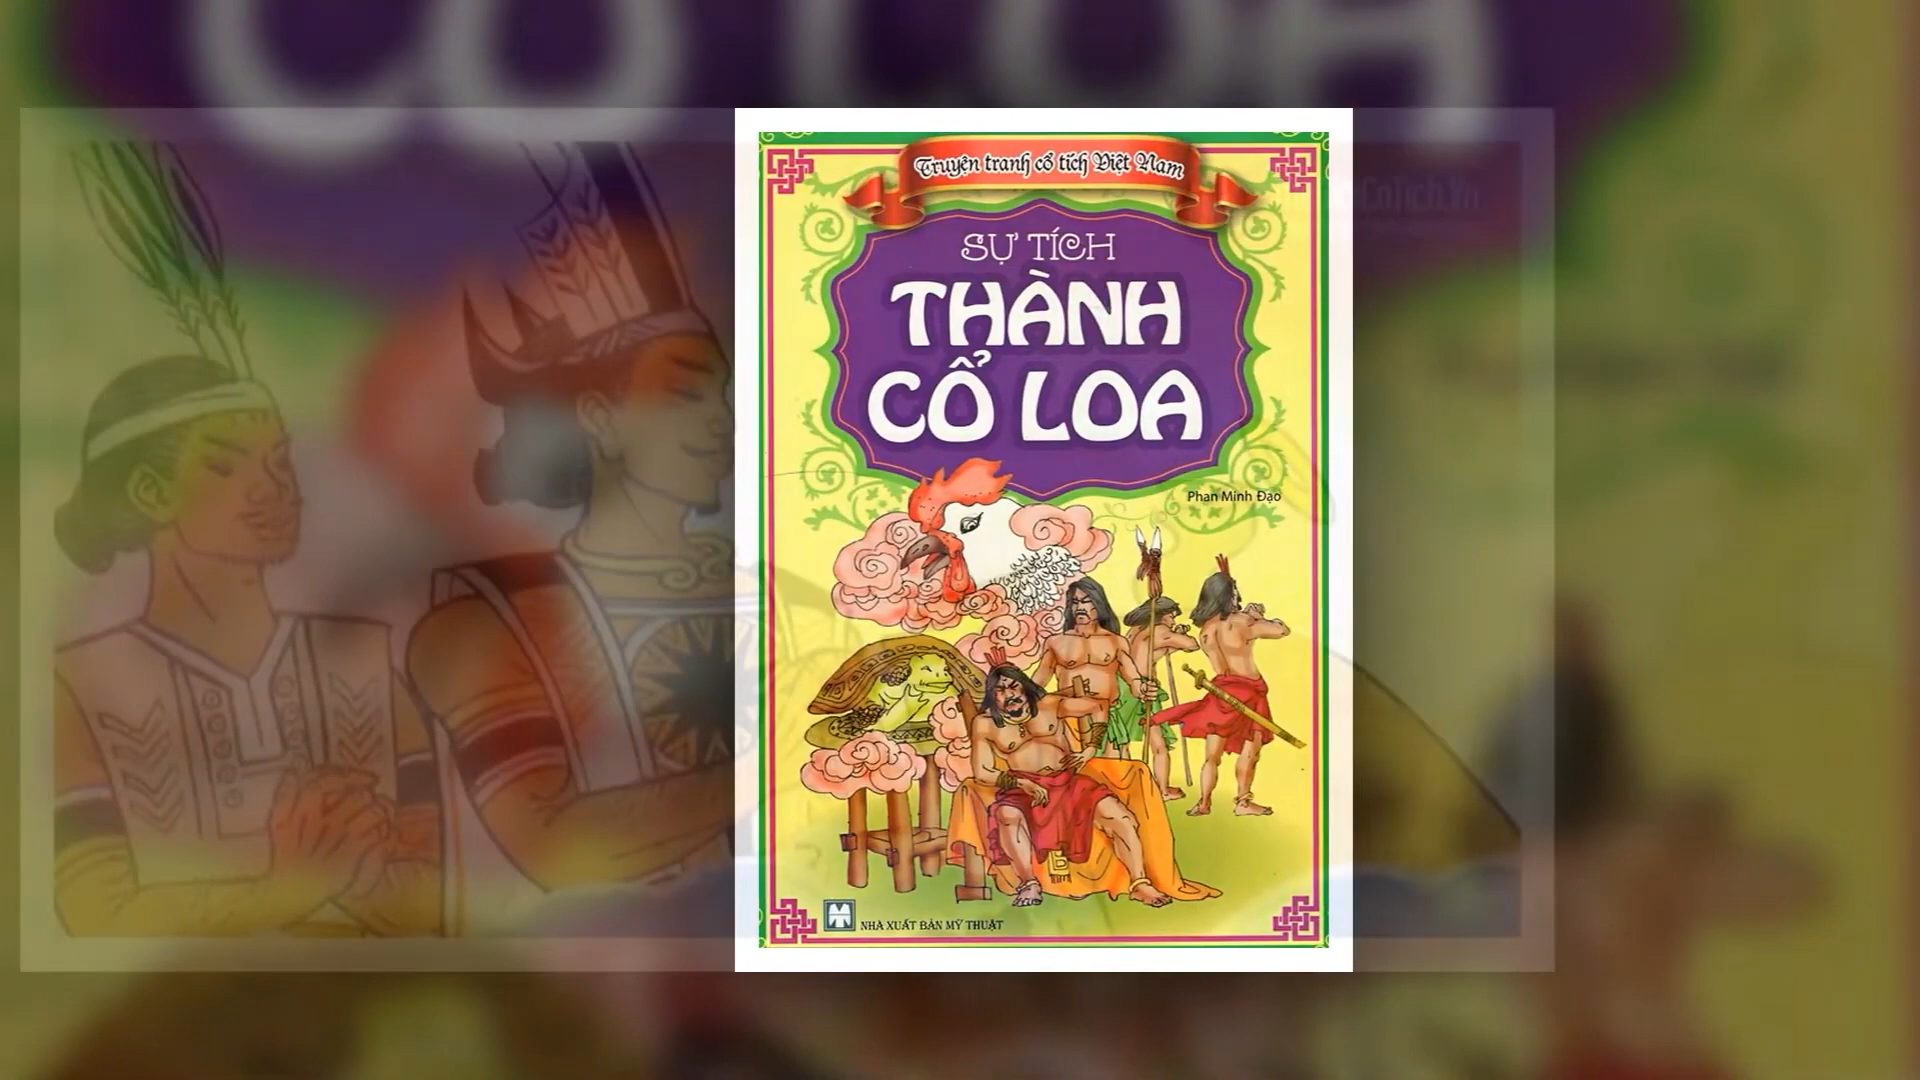 Truyện tranh cổ tích Việt Nam
SỰ TÍCH
THÀNH
CỔ LOA
Phan Minh Đạo
NHÀ XUẤT BẢN MỸ THUẬT